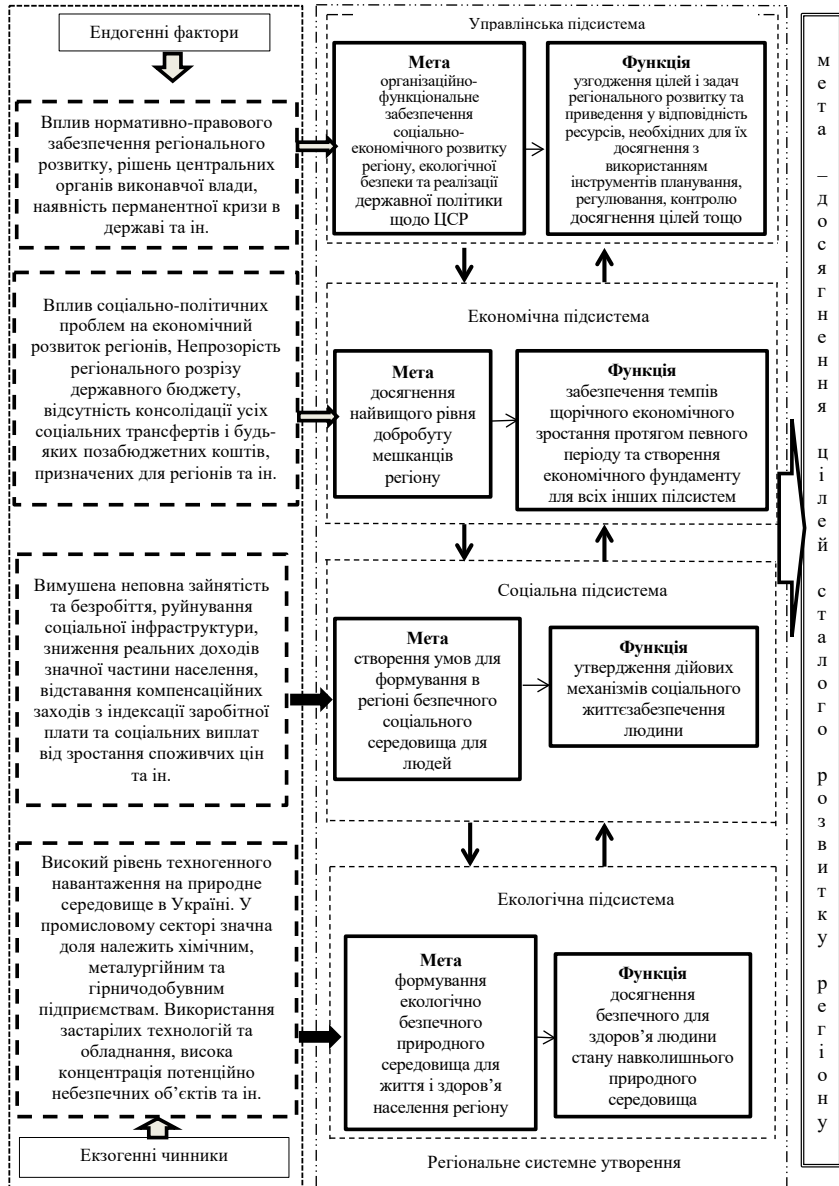 Ендогенні фактори
Вплив нормативно-правового
забезпечення регіонального
розвитку, рішень центральних
органів виконавчої влади,
наявність перманентної кризи в
державі та ін.
Вплив соціально-політичних
проблем на економічний
розвиток регіонів, Непрозорість
регіонального розрізу
державного бюджету,
відсутність консолідації усіх
соціальних трансфертів і будь-
яких позабюджетних коштів,
призначених для регіонів та ін.
Вимушена неповна зайнятість
та безробіття, руйнування
соціальної інфраструктури,
зниження реальних доходів
значної частини населення,
відставання компенсаційних
заходів з індексації заробітної
плати та соціальних виплат
від зростання споживчих цін
та ін.
Високий рівень техногенного
навантаження на природне
середовище в Україні. У
промисловому секторі значна
доля належить хімічним,
металургійним та
гірничодобувним
підприємствам. Використання
застарілих технологій та
обладнання, висока
концентрація потенційно
небезпечних об’єктів та ін.
Екзогенні чинники
Управлінська підсистема
Мета
організаційно-
функціональне
забезпечення
соціально-
економічного розвитку
регіону, екологічної
безпеки та реалізації
державної політики
щодо ЦСР
Функція
узгодження цілей і задач
регіонального розвитку та
приведення у відповідність
ресурсів, необхідних для їх
досягнення з
використанням
інструментів планування,
регулювання, контролю
досягнення цілей тощо
Економічна підсистема
Мета
досягнення
найвищого рівня
добробуту
мешканців
регіону
Функція
забезпечення темпів
щорічного економічного
зростання протягом певного
періоду та створення
економічного фундаменту
для всіх інших підсистем
Соціальна підсистема
Мета
створення умов для
формування в
регіоні безпечного
соціального
середовища для
людей
Функція
утвердження дійових
механізмів соціального
життєзабезпечення
людини
Екологічна підсистема
Мета
формування
екологічно
безпечного
природного
середовища для
життя і здоров’я
населення регіону
Функція
досягнення
безпечного для
здоров’я людини
стану навколишнього
природного
середовища
Регіональне системне утворення
мета – досягнення цілей сталого розвитку регіону